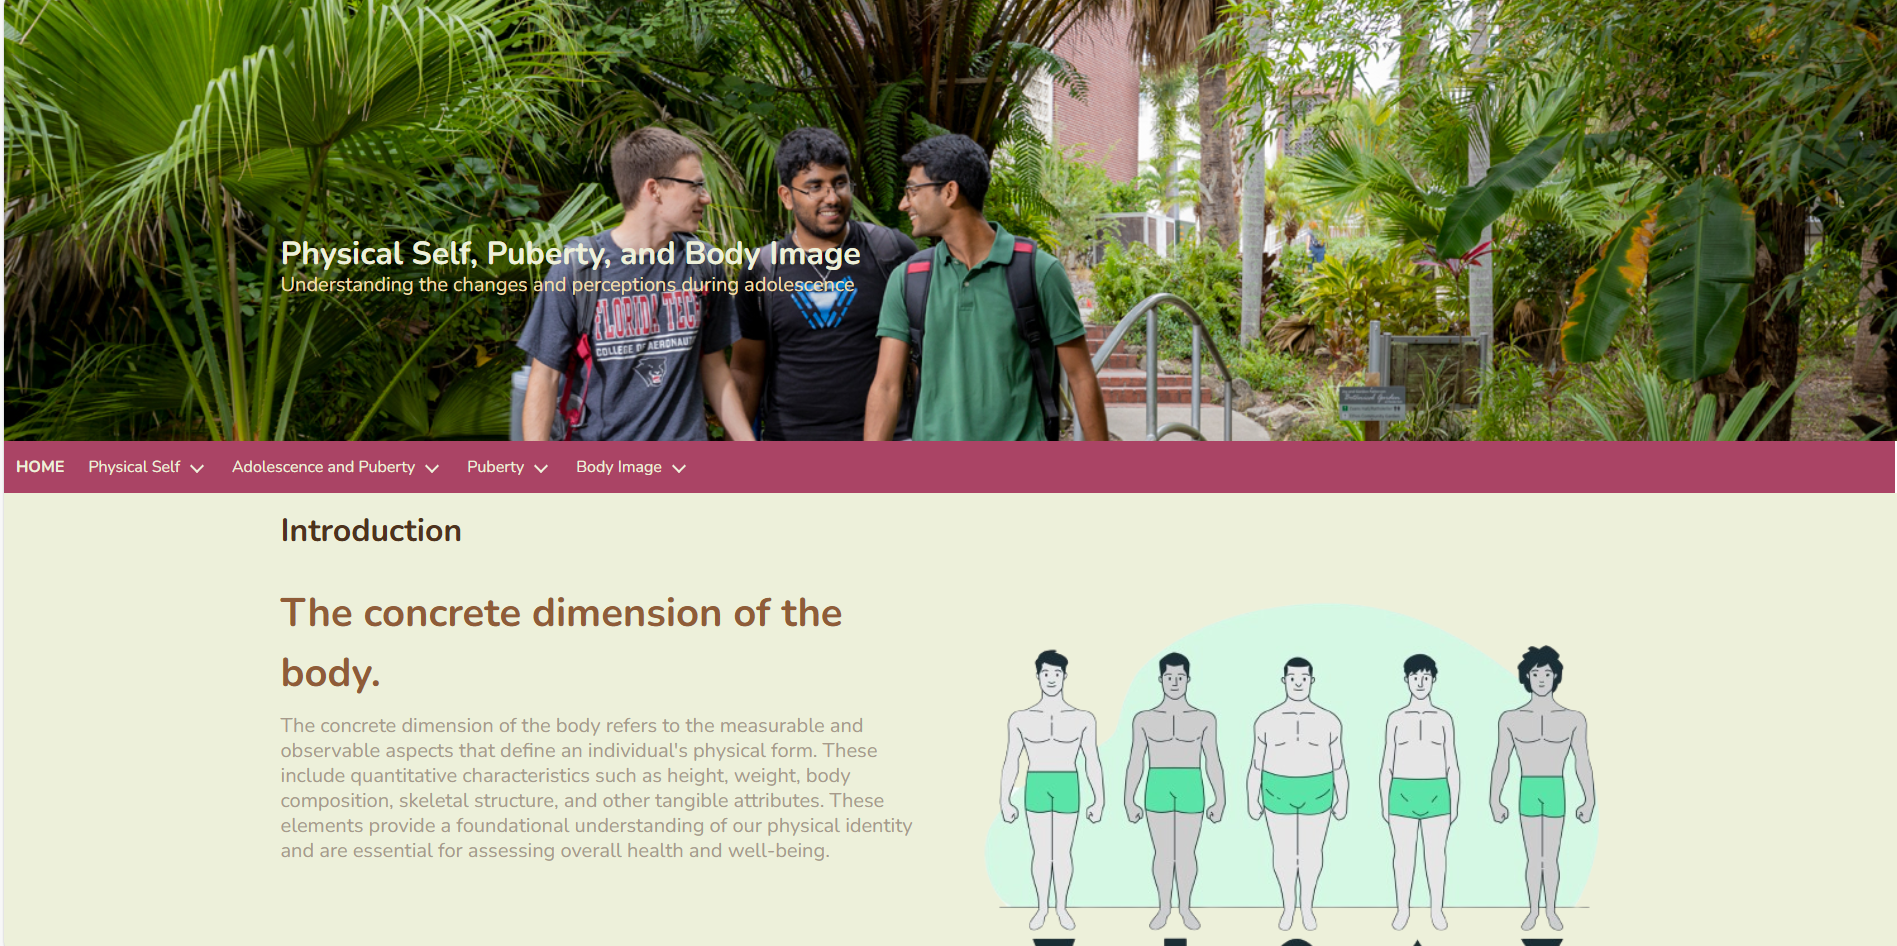 Physical Self, Puberty, and Body Image
Understanding the changes and perceptions during adolescence
FLORIDA TECH
COLLEGE OF AERONAUT
HOME Physical Self Adolescence and Puberty Puberty Body Image
Introduction
The concrete dimension of the
body.
The concrete dimension of the body refers to the measurable and
observable aspects that define an individual's physical form. These
include quantitative characteristics such as height, weight, body
composition, skeletal structure, and other tangible attributes. These
elements provide a foundational understanding of our physical identity
and are essential for assessing overall health and well-being.